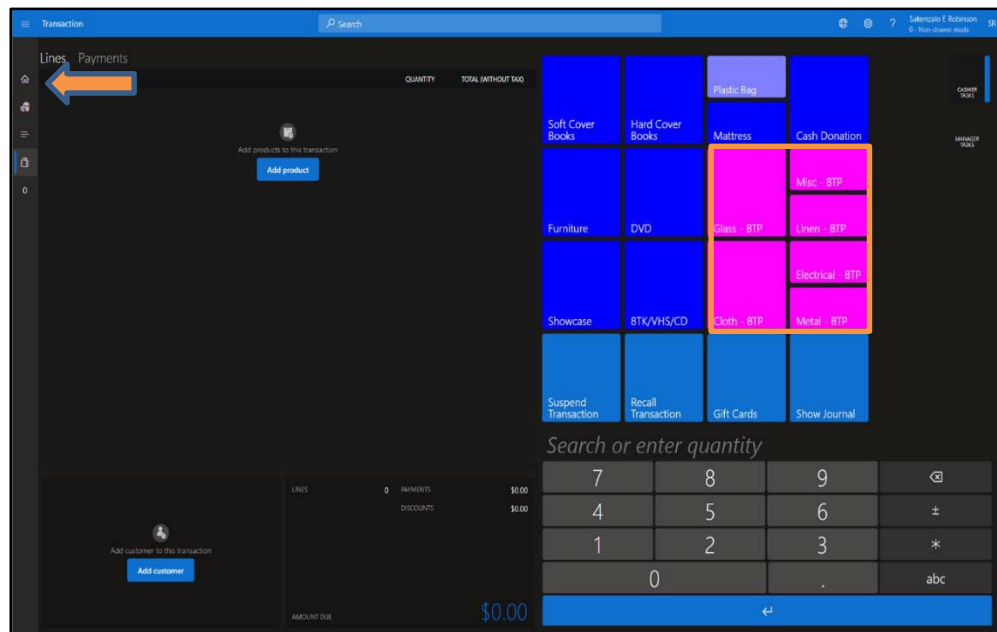 Transaction
Search
?
Sakenzalo E Robinson
0 - Non-drawer mode
SR
Lines Payments
QUANTITY TOTAL (WITHOUT TAX)
Add products to this transaction
Add product
0
Soft Cover
Books
Hard Cover
Books
Plastic Bag
Mattress
Cash Donation
CASHIER
TASKS
MANAGER
TASKS
Furniture
DVD
Glass - BTP
Misc - BTP
Linen - BTP
Showcase
8TK/VHS/CD
Cloth - BTP
Electrical - BTP
Metal - BTP
Suspend
Transaction
Recall
Transaction
Gift Cards
Show Journal
Search or enter quantity
7 8 9
4 5 6 ±
1 2 3 *
0 . abc
Add customer to this transaction
Add customer
LINES 0 PAYMENTS $0.00
DISCOUNTS $0.00
AMOUNT DUE $0.00